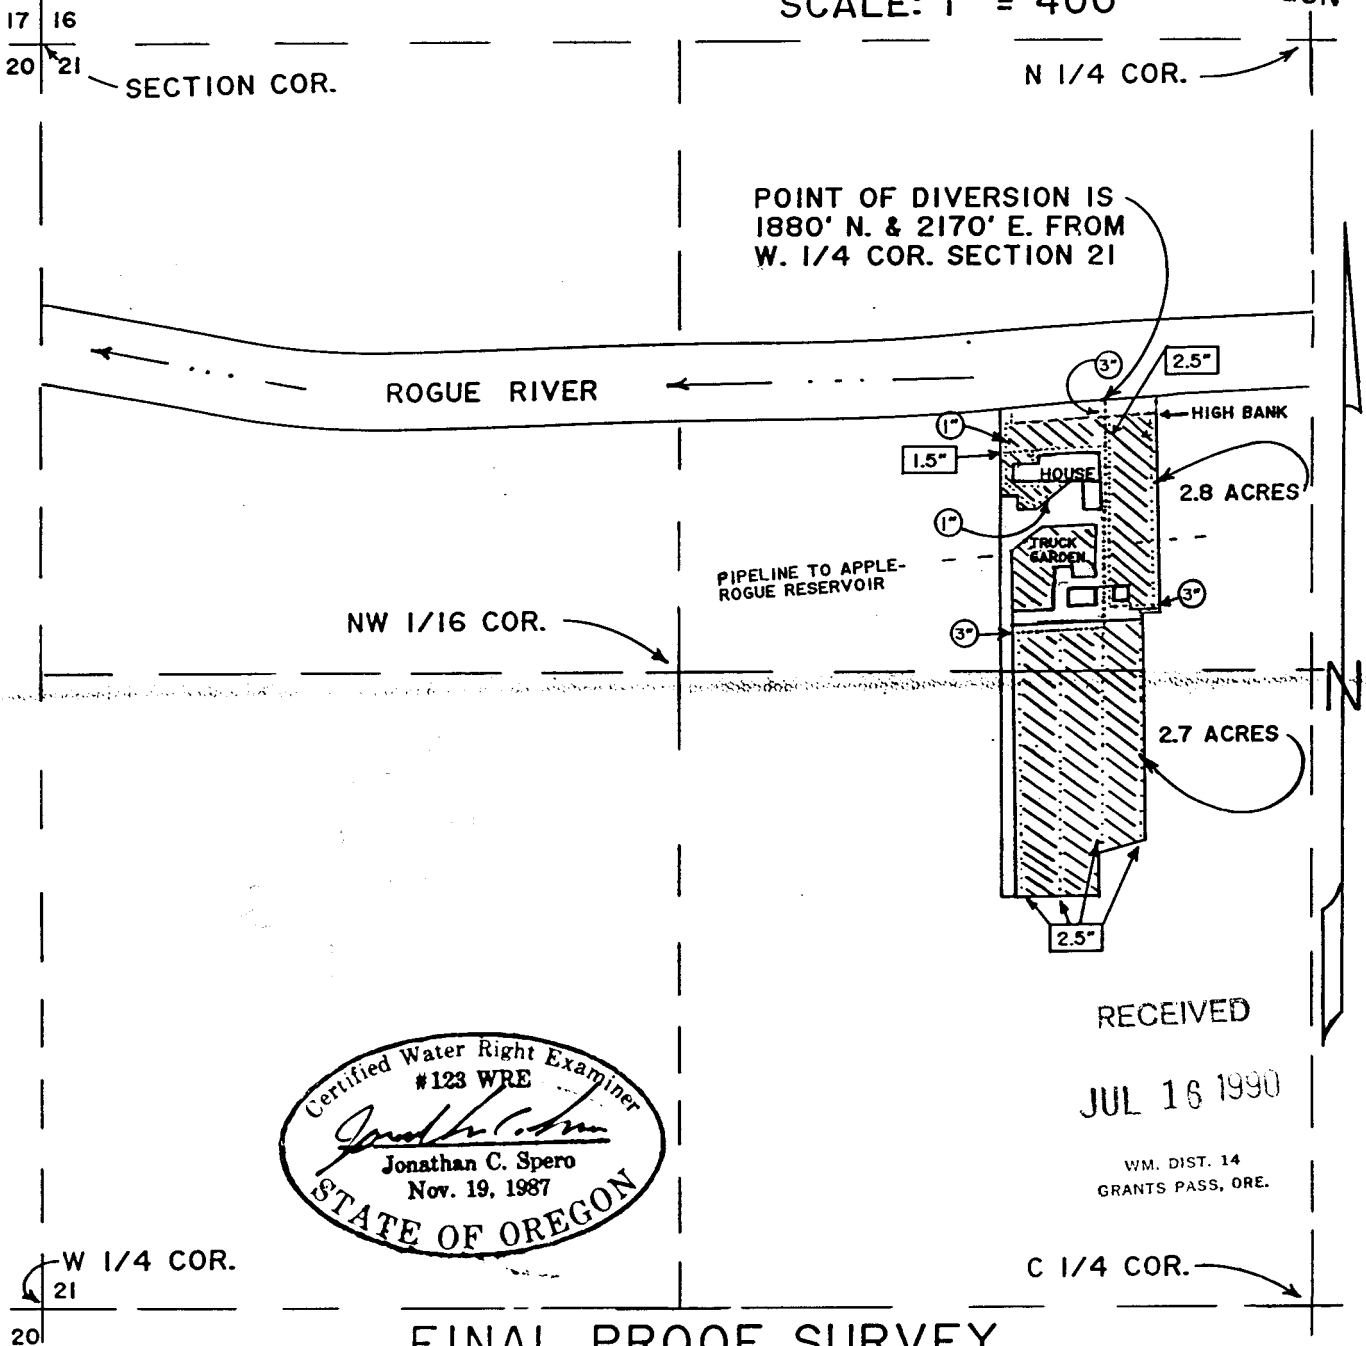 SCALE: 1" = 400'
17 16
20 21
SECTION COR.
N 1/4 COR.
POINT OF DIVERSION IS
1880' N. & 2170' E. FROM
W. 1/4 COR. SECTION 21
ROGUE RIVER
3"
2.5"
HIGH BANK
1"
1.5"
HOUSE
2.8 ACRES
1"
TRUCK
GARDEN
PIPELINE TO APPLE-
ROGUE RESERVOIR
3"
NW 1/16 COR.
3"
N
2.7 ACRES
2.5"
RECEIVED
JUL 16 1990
WM. DIST. 14
GRANTS PASS, ORE.
Certified Water Right Examiner
#123 WRE
Jonathan C. Spero
Nov. 19, 1987
STATE OF OREGON
W 1/4 COR.
21
20
C 1/4 COR.
FINAL PROOF SURVEY